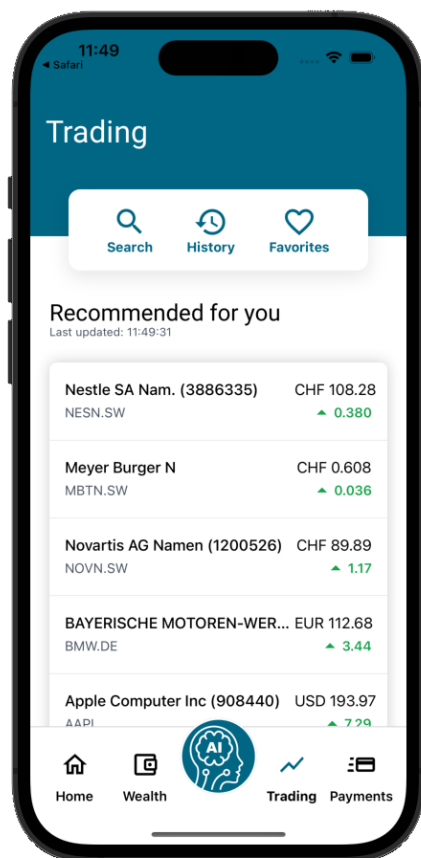 11:49
◀ Safari
Trading
Search History Favorites
Recommended for you
Last updated: 11:49:31
Nestle SA Nam. (3886335) CHF 108.28
NESN.SW ▲ 0.380
Meyer Burger N CHF 0.608
MBTN.SW ▲ 0.036
Novartis AG Namen (1200526) CHF 89.89
NOVN.SW ▲ 1.17
BAYERISCHE MOTOREN-WER... EUR 112.68
BMW.DE ▲ 3.44
Apple Computer Inc (908440) USD 193.97
AAPL ▲ 7.29
AI
Home Wealth Trading Payments